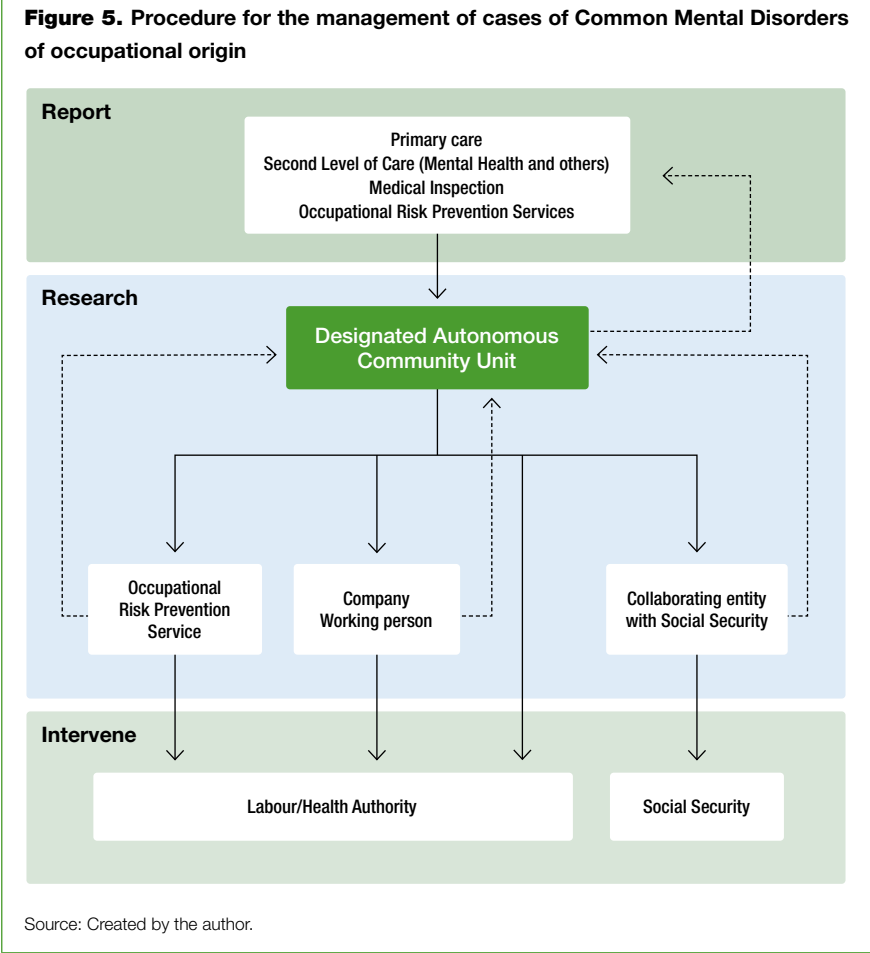 Figure 5. Procedure for the management of cases of Common Mental Disorders
of occupational origin
Report
Primary care
Second Level of Care (Mental Health and others)
Medical Inspection
Occupational Risk Prevention Services
Research
Designated Autonomous
Community Unit
Occupational
Risk Prevention
Service
Company
Working person
Collaborating entity
with Social Security
Intervene
Labour/Health Authority
Social Security
Source: Created by the author.